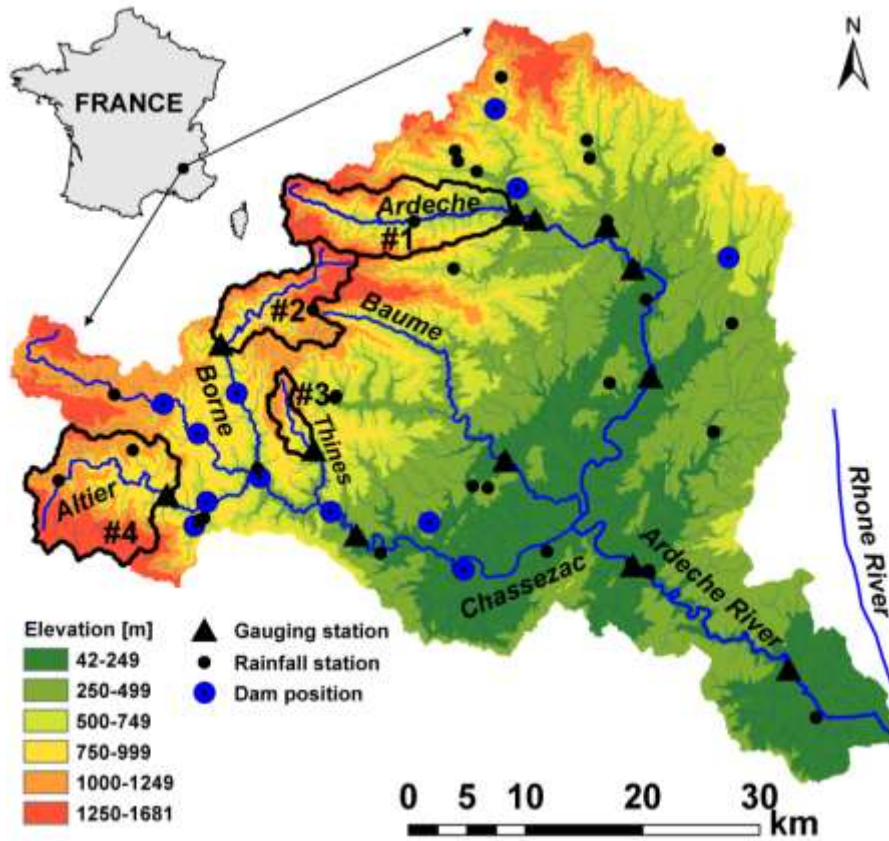 N
FRANCE
Ardeche
#1
#2
Baume
#3
Borne
Thines
Altier
#4
Rhone River
Ardeche River
Chassezac
Elevation [m]
42-249
250-499
500-749
750-999
1000-1249
1250-1681
Gauging station
Rainfall station
Dam position
0 5 10 20 30
km